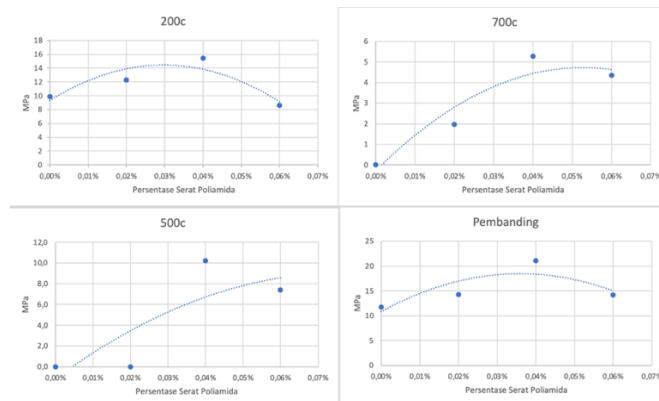 200c
MPa
18
16
14
12
10
8
6
4
2
0
0,00% 0,01% 0,02% 0,03% 0,04% 0,05% 0,06% 0,07%
Persentase Serat Poliamida
700c
MPa
6
5
4
3
2
1
0
0,00% 0,01% 0,02% 0,03% 0,04% 0,05% 0,06% 0,07%
Persentase Serat Poliamida
500c
MPa
12,0
10,0
8,0
6,0
4,0
2,0
0,0
0,00% 0,01% 0,02% 0,03% 0,04% 0,05% 0,06% 0,07%
Persentase Serat Poliamida
Pembanding
MPa
25
20
15
10
5
0
0,00% 0,01% 0,02% 0,03% 0,04% 0,05% 0,06% 0,07%
Persentase Serat Poliamida